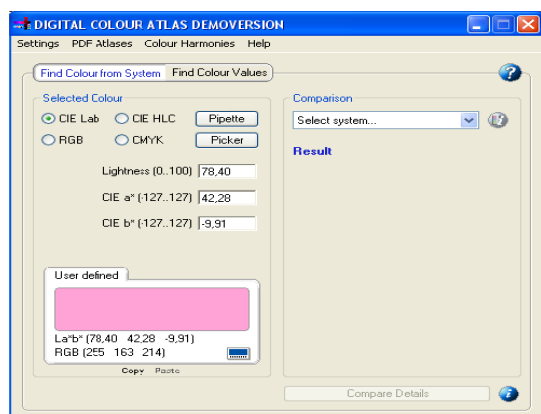 DIGITAL COLOUR ATLAS DEMOVERSION
Settings PDF Atlases Colour Harmonies Help
Find Colour from System Find Colour Values
Selected Colour
CIE Lab CIE HLC Pipette
RGB CMYK Picker
Lightness (0..100) 78,40
CIE a* (-127..127) 42,28
CIE b* (-127..127) -9,91
User defined
La*b* (78,40 42,28 -9,91)
RGB (255 163 214)
Copy Paste
Comparison
Select system...
Result
Compare Details